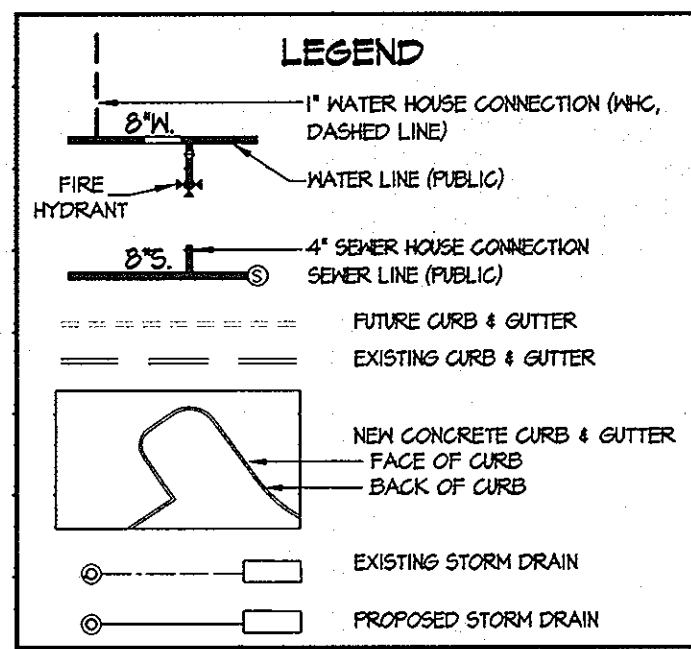 LEGEND
1" WATER HOUSE CONNECTION (WHC,
DASHED LINE)
8"W.
WATER LINE (PUBLIC)
FIRE
HYDRANT
4" SEWER HOUSE CONNECTION
8"S.
SEWER LINE (PUBLIC)
S
FUTURE CURB & GUTTER
EXISTING CURB & GUTTER
NEW CONCRETE CURB & GUTTER
FACE OF CURB
BACK OF CURB
EXISTING STORM DRAIN
PROPOSED STORM DRAIN